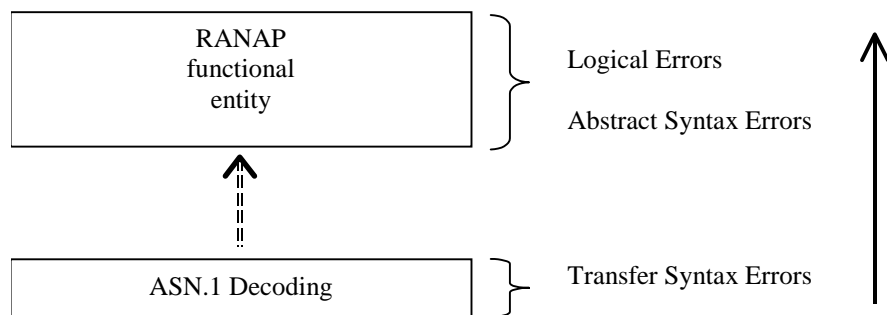 RANAP
functional
entity
Logical Errors
Abstract Syntax Errors
ASN.1 Decoding
Transfer Syntax Errors